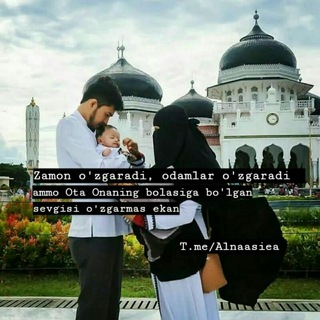 Zamon o'zgaradi, odamlar o'zgaradi
ammo Ota Onaning bolasiga bo'lgan
sevgisi o'zgarmas ekan
T.me/Alnaasiea